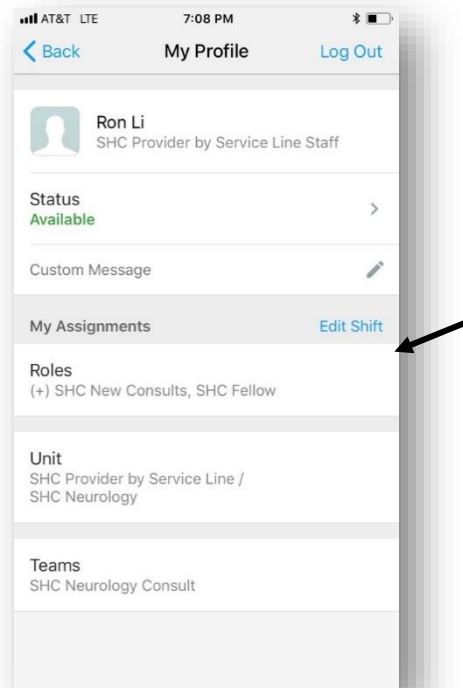 AT&T LTE 7:08 PM
Back My Profile Log Out
Ron Li
SHC Provider by Service Line Staff
Status
Available
Custom Message
My Assignments Edit Shift
Roles
(+) SHC New Consults, SHC Fellow
Unit
SHC Provider by Service Line /
SHC Neurology
Teams
SHC Neurology Consult